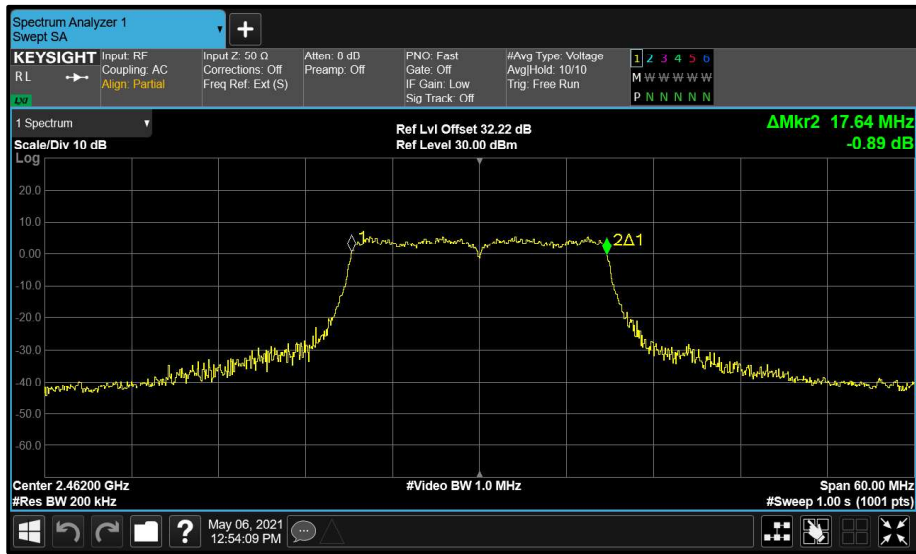 Spectrum Analyzer 1
Swept SA
KEYSIGHT
RL
LXI
Input: RF
Coupling: AC
Align: Partial
Input Z: 50 Ω
Corrections: Off
Freq Ref: Ext (S)
Atten: 0 dB
Preamp: Off
PNO: Fast
Gate: Off
IF Gain: Low
Sig Track: Off
#Avg Type: Voltage
Avg|Hold: 10/10
Trig: Free Run
1 2 3 4 5 6
M W W W W W
P N N N N N
1 Spectrum
Scale/Div 10 dB
Log
Ref Lvl Offset 32.22 dB
Ref Level 30.00 dBm
ΔMkr2 17.64 MHz
-0.89 dB
20.0
10.0
0.00
-10.0
-20.0
-30.0
-40.0
-50.0
-60.0
1
2Δ1
Center 2.46200 GHz
#Res BW 200 kHz
#Video BW 1.0 MHz
Span 60.00 MHz
#Sweep 1.00 s (1001 pts)
?
May 06, 2021
12:54:09 PM